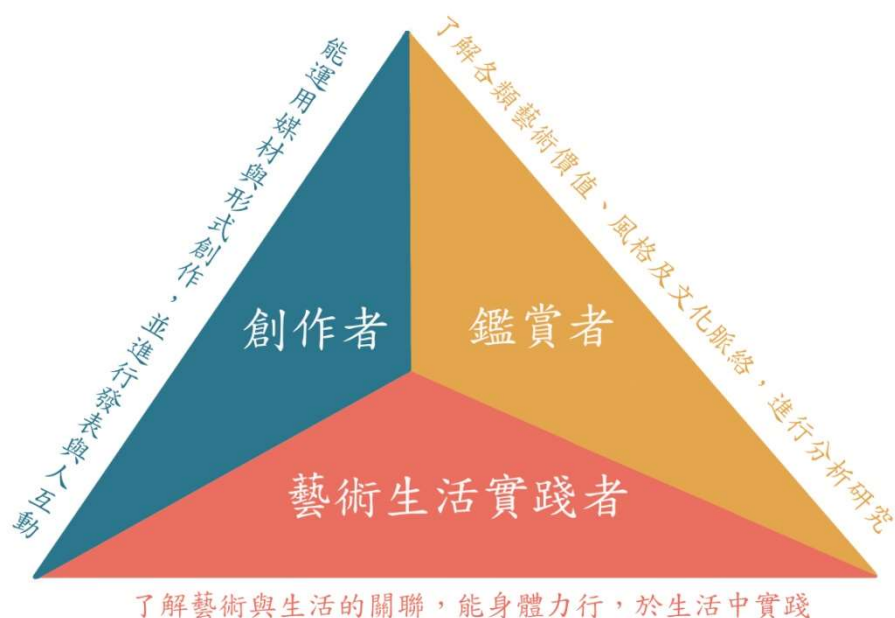 能運用媒材與形式創作，並進行發表與人互動
了解各類藝術價值、風格及文化脈絡，進行分析研究
創作者
鑑賞者
藝術生活實踐者
了解藝術與生活的關聯，能身體力行，於生活中實踐